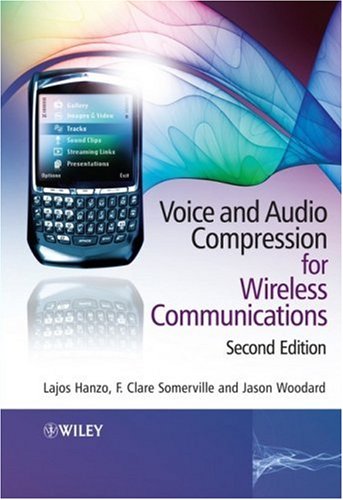 Gallery
Images & Video
Tracks
Sound Clips
Streaming Links
Presentations
Options Exit
Voice and Audio
Compression
for
Wireless
Communications
Second Edition
Lajos Hanzo, F. Clare Somerville and Jason Woodard
WILEY